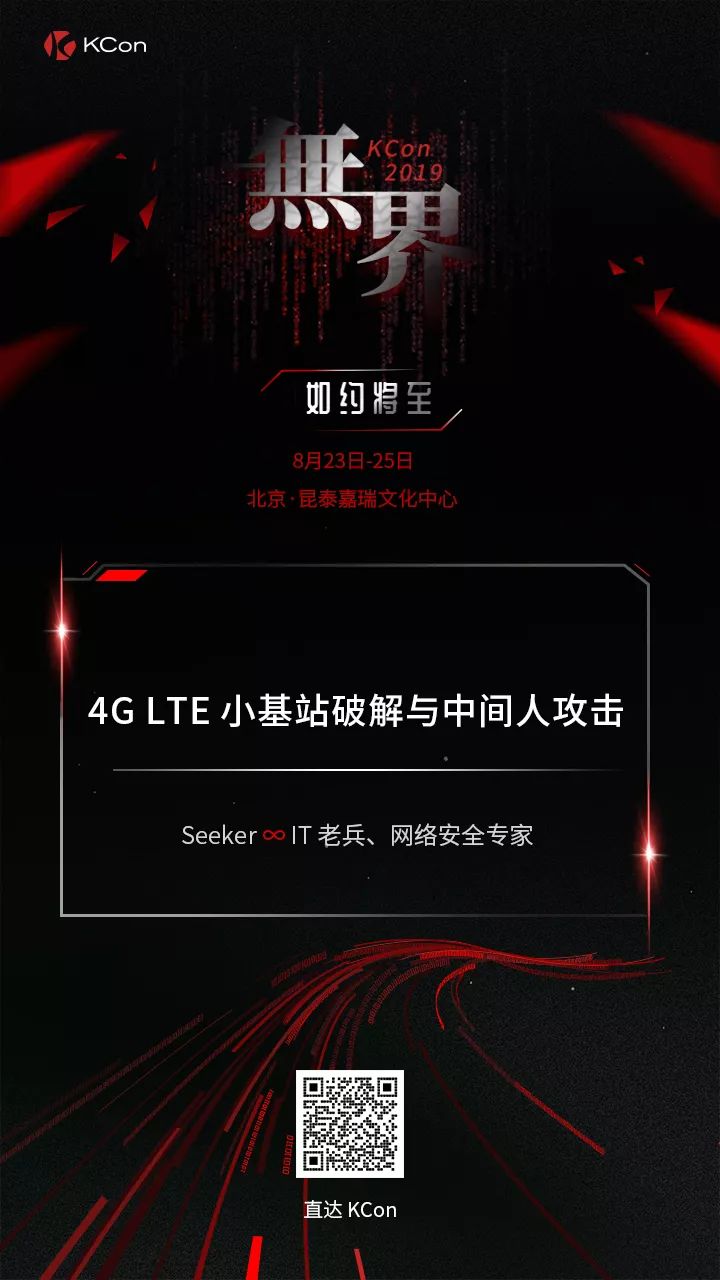 KCon
無界
KCon
2019
如约将至
8月23日-25日
北京·昆泰嘉瑞文化中心
4G LTE 小基站破解与中间人攻击
Seeker ∞ IT 老兵、网络安全专家
直达 KCon